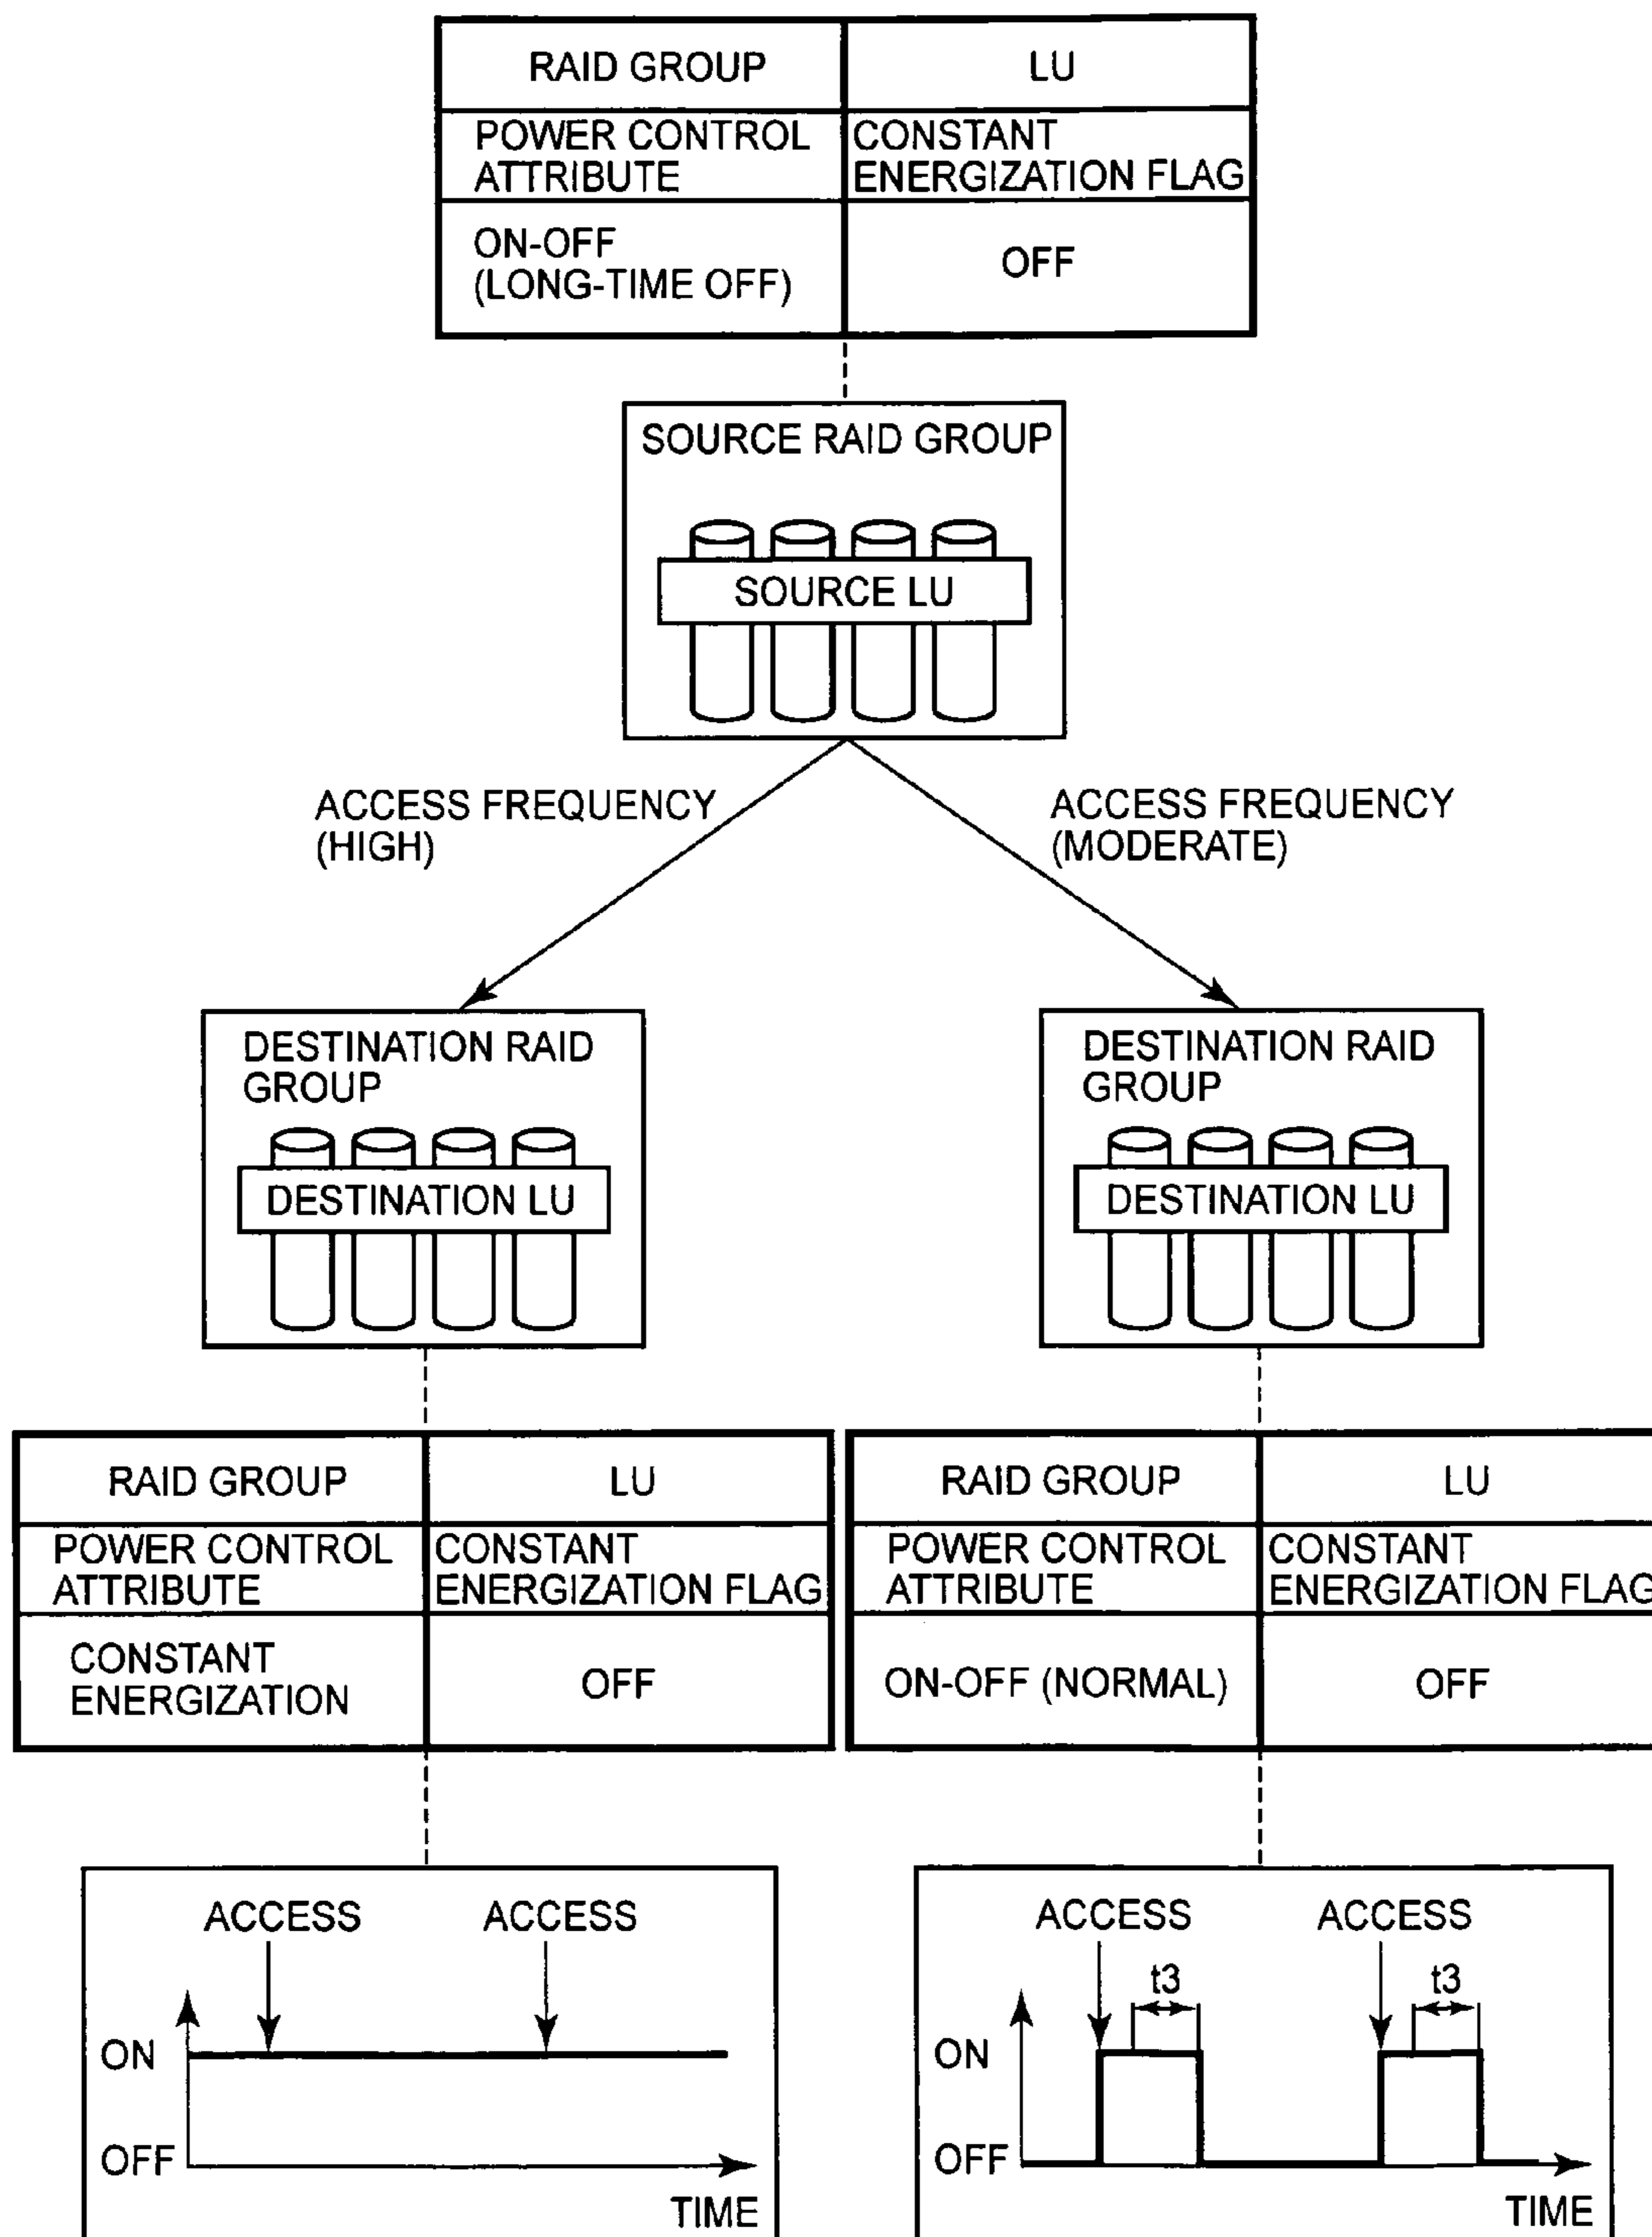 RAID GROUP
LU
POWER CONTROL
ATTRIBUTE
CONSTANT
ENERGIZATION FLAG
ON-OFF
(LONG-TIME OFF)
OFF
SOURCE RAID GROUP
SOURCE LU
ACCESS FREQUENCY
(HIGH)
ACCESS FREQUENCY
(MODERATE)
DESTINATION RAID
GROUP
DESTINATION LU
DESTINATION RAID
GROUP
DESTINATION LU
RAID GROUP
LU
POWER CONTROL
ATTRIBUTE
CONSTANT
ENERGIZATION FLAG
CONSTANT
ENERGIZATION
OFF
RAID GROUP
LU
POWER CONTROL
ATTRIBUTE
CONSTANT
ENERGIZATION FLAG
ON-OFF (NORMAL)
OFF
ACCESS
ACCESS
ON
OFF
TIME
ACCESS
ACCESS
t3
t3
ON
OFF
TIME